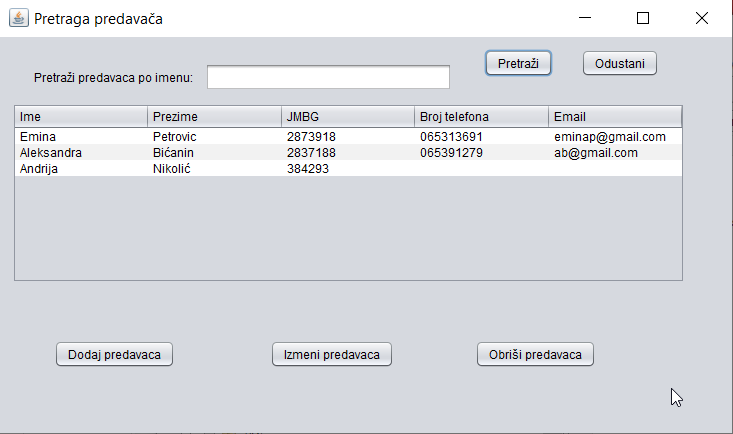 Pretraga predavača
Pretraži Odustani
Pretraži predavaca po imenu:
Ime Prezime JMBG Broj telefona Email
Emina Petrovic 2873918 065313691 eminap@gmail.com
Aleksandra Bićanin 2837188 065391279 ab@gmail.com
Andrija Nikolić 384293
Dodaj predavaca Izmeni predavaca Obriši predavaca